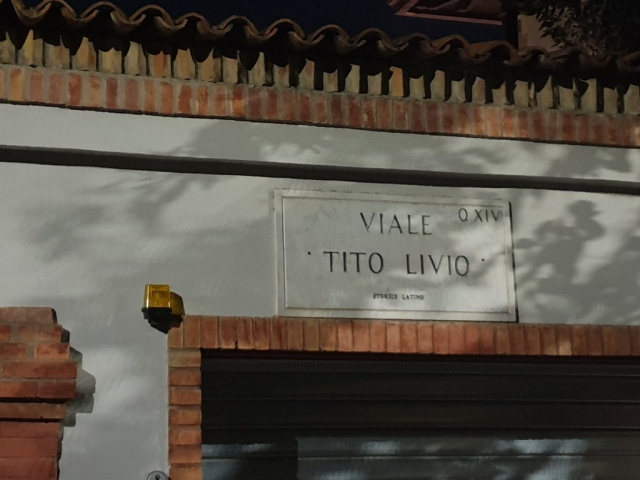 VIALE Q XIV
· TITO LIVIO ·
STORICO LATINO